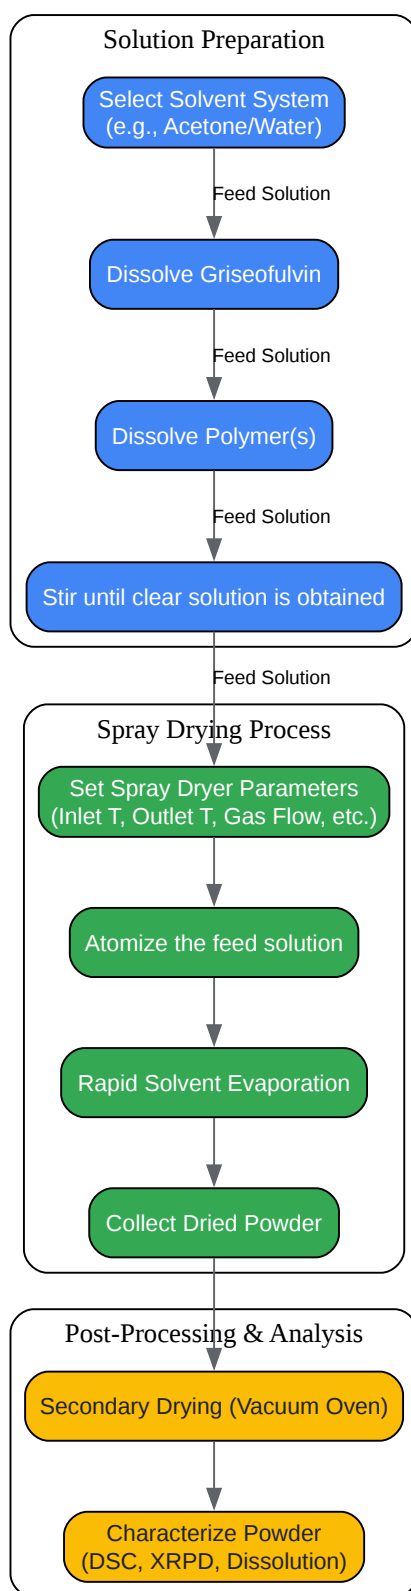 Solution Preparation
Select Solvent System
(e.g., Acetone/Water)
Feed Solution
Dissolve Griseofulvin
Feed Solution
Dissolve Polymer(s)
Feed Solution
Stir until clear solution is obtained
Feed Solution
Spray Drying Process
Set Spray Dryer Parameters
(Inlet T, Outlet T, Gas Flow, etc.)
Atomize the feed solution
Rapid Solvent Evaporation
Collect Dried Powder
Post-Processing & Analysis
Secondary Drying (Vacuum Oven)
Characterize Powder
(DSC, XRPD, Dissolution)